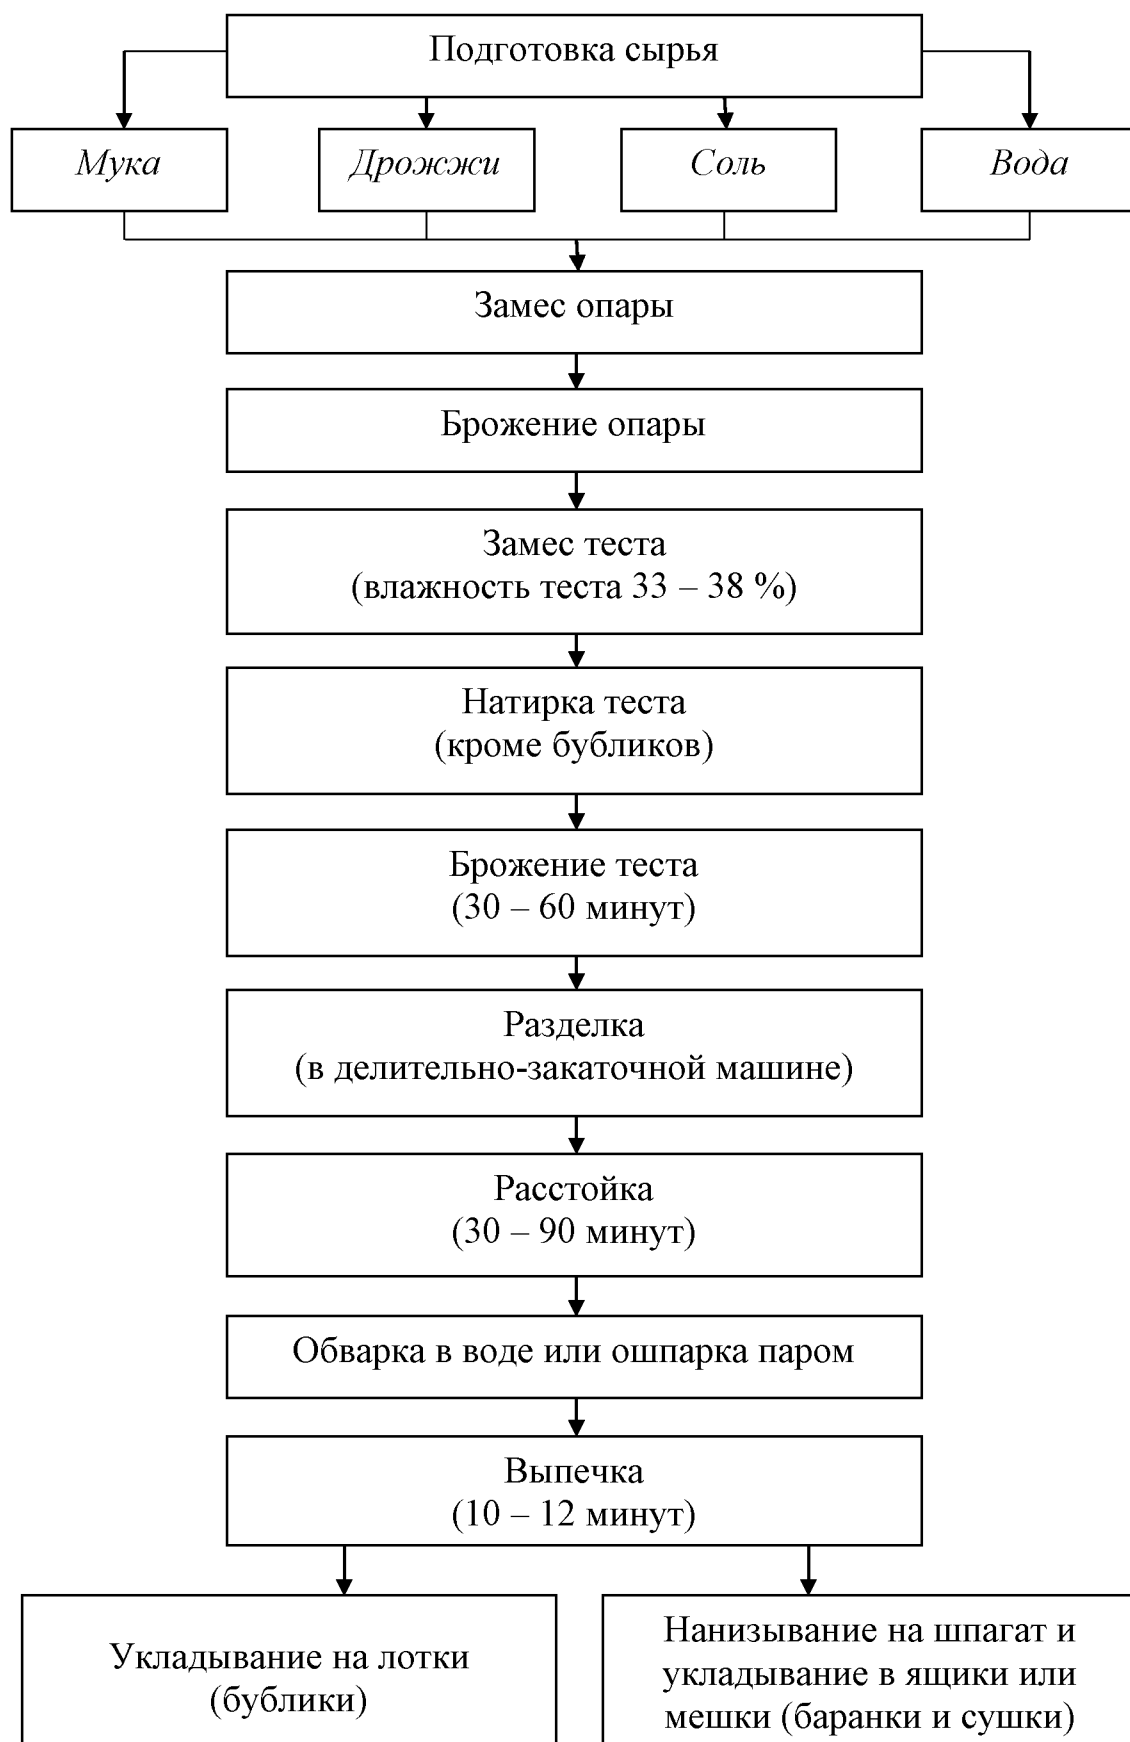 Подготовка сырья
Мука
Дрожжи
Соль
Вода
Замес опары
Брожение опары
Замес теста
(влажность теста 33 – 38 %)
Натирка теста
(кроме бубликов)
Брожение теста
(30 – 60 минут)
Разделка
(в делительно-закаточной машине)
Расстойка
(30 – 90 минут)
Обварка в воде или ошпарка паром
Выпечка
(10 – 12 минут)
Укладывание на лотки
(бублики)
Нанизывание на шпагат и
укладывание в ящики или
мешки (баранки и сушки)